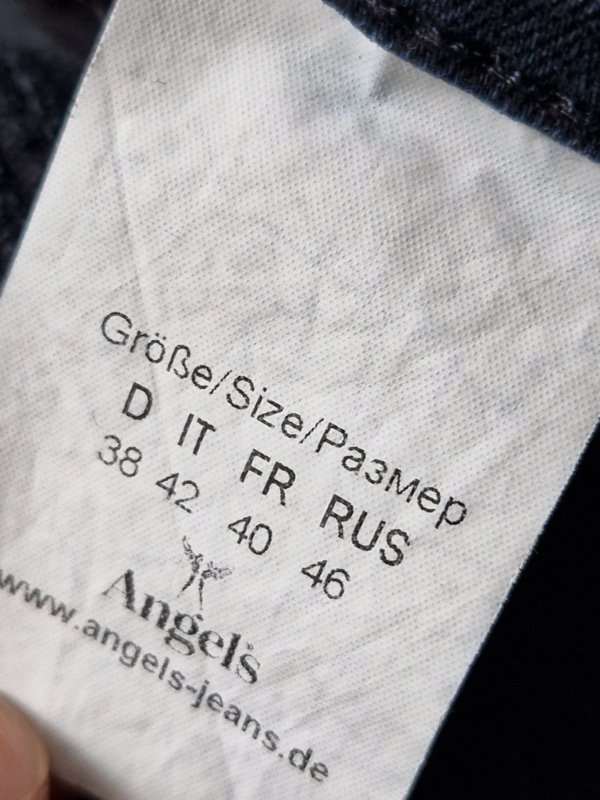 Größe/Size/Размер
D IT FR RUS
38 42 40 46
Angels
www.angels-jeans.de